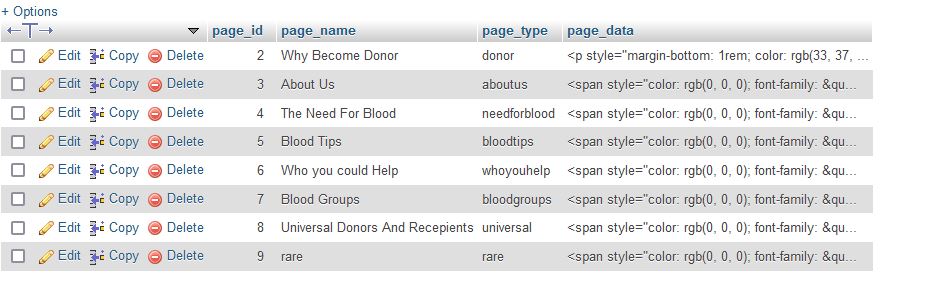 + Options
page_id page_name page_type page_data
Edit Copy Delete 2 Why Become Donor donor <p style="margin-bottom: 1rem; color: rgb(33, 37, ...
Edit Copy Delete 3 About Us aboutus <span style="color: rgb(0, 0, 0); font-family: &qu...
Edit Copy Delete 4 The Need For Blood needforblood <span style="color: rgb(0, 0, 0); font-family: &qu...
Edit Copy Delete 5 Blood Tips bloodtips <span style="color: rgb(0, 0, 0); font-family: &qu...
Edit Copy Delete 6 Who you could Help whoyouhelp <span style="color: rgb(0, 0, 0); font-family: &qu...
Edit Copy Delete 7 Blood Groups bloodgroups <span style="color: rgb(0, 0, 0); font-family: &qu...
Edit Copy Delete 8 Universal Donors And Recepients universal <span style="color: rgb(0, 0, 0); font-family: &qu...
Edit Copy Delete 9 rare rare <span style="color: rgb(0, 0, 0); font-family: &qu...